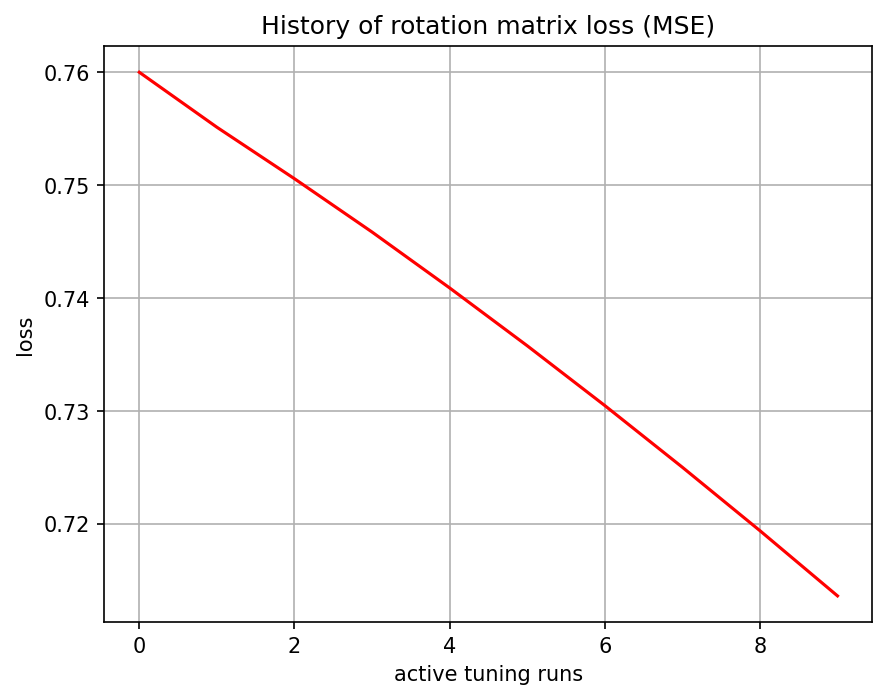 History of rotation matrix loss (MSE)
0.76
0.75
0.74
0.73
0.72
loss
0 2 4 6 8
active tuning runs